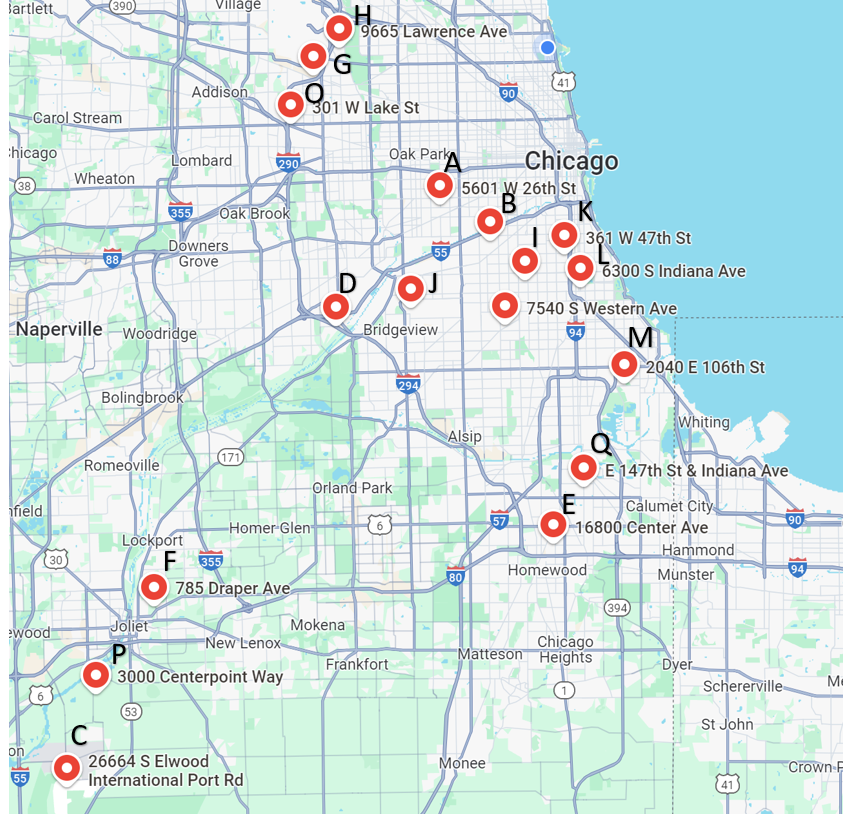 Bartlett
390
Village
H
9665 Lawrence Ave
G
Addison
O
301 W Lake St
90
41
Carol Stream
Chicago
Lombard
290
Oak Park
A
Chicago
Wheaton
38
5601 W 26th St
355
Oak Brook
B
K
I
361 W 47th St
88
Downers
Grove
55
L
6300 S Indiana Ave
D
J
7540 S Western Ave
Naperville
Woodridge
Bridgeview
94
M
2040 E 106th St
294
Bolingbrook
Whiting
Alsip
Q
171
E 147th St & Indiana Ave
Romeoville
Orland Park
E
Calumet City
nfield
57
90
Homer Glen
6
16800 Center Ave
Lockport
F
30
355
Hammond
94
Homewood
Munster
785 Draper Ave
80
394
Joliet
ewood
Mokena
New Lenox
Chicago
Heights
P
Frankfort
Matteson
Dyer
3000 Centerpoint Way
Schererville
Me
6
1
53
St John
C
on
26664 S Elwood
International Port Rd
Monee
Crown P
55
41